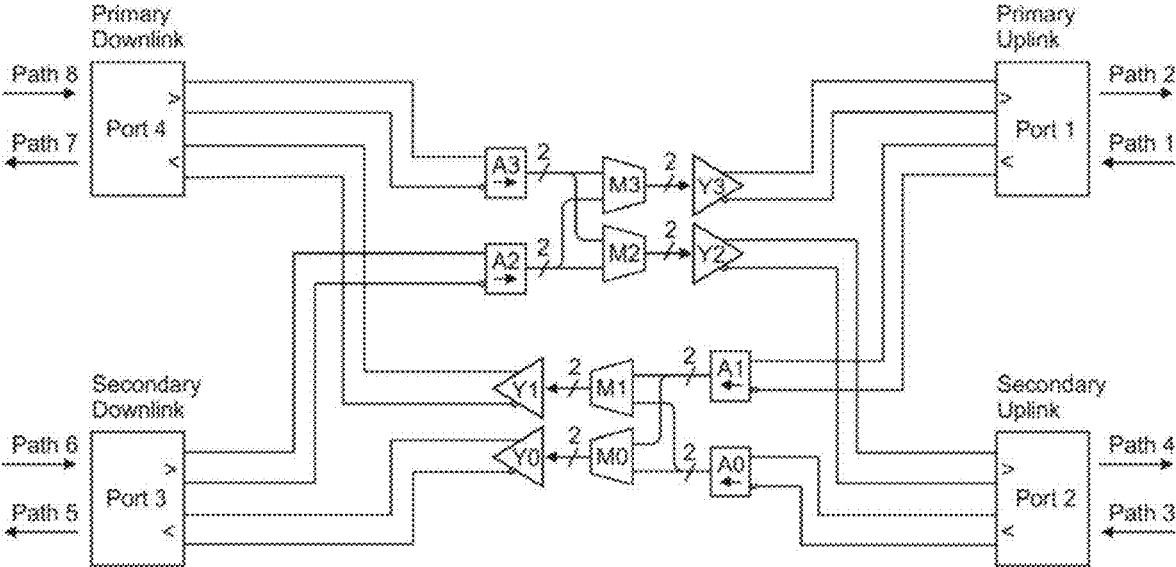 Primary
Downlink
Primary
Uplink
Path 8
Path 7
Port 4
>
<
Port 1
>
<
Path 2
Path 1
A3
2
M3
2
Y3
A2
2
M2
2
Y2
Y1
2
M1
2
A1
Secondary
Downlink
Secondary
Uplink
Y0
2
M0
2
A0
Path 6
Path 5
Port 3
>
<
Port 2
>
<
Path 4
Path 3